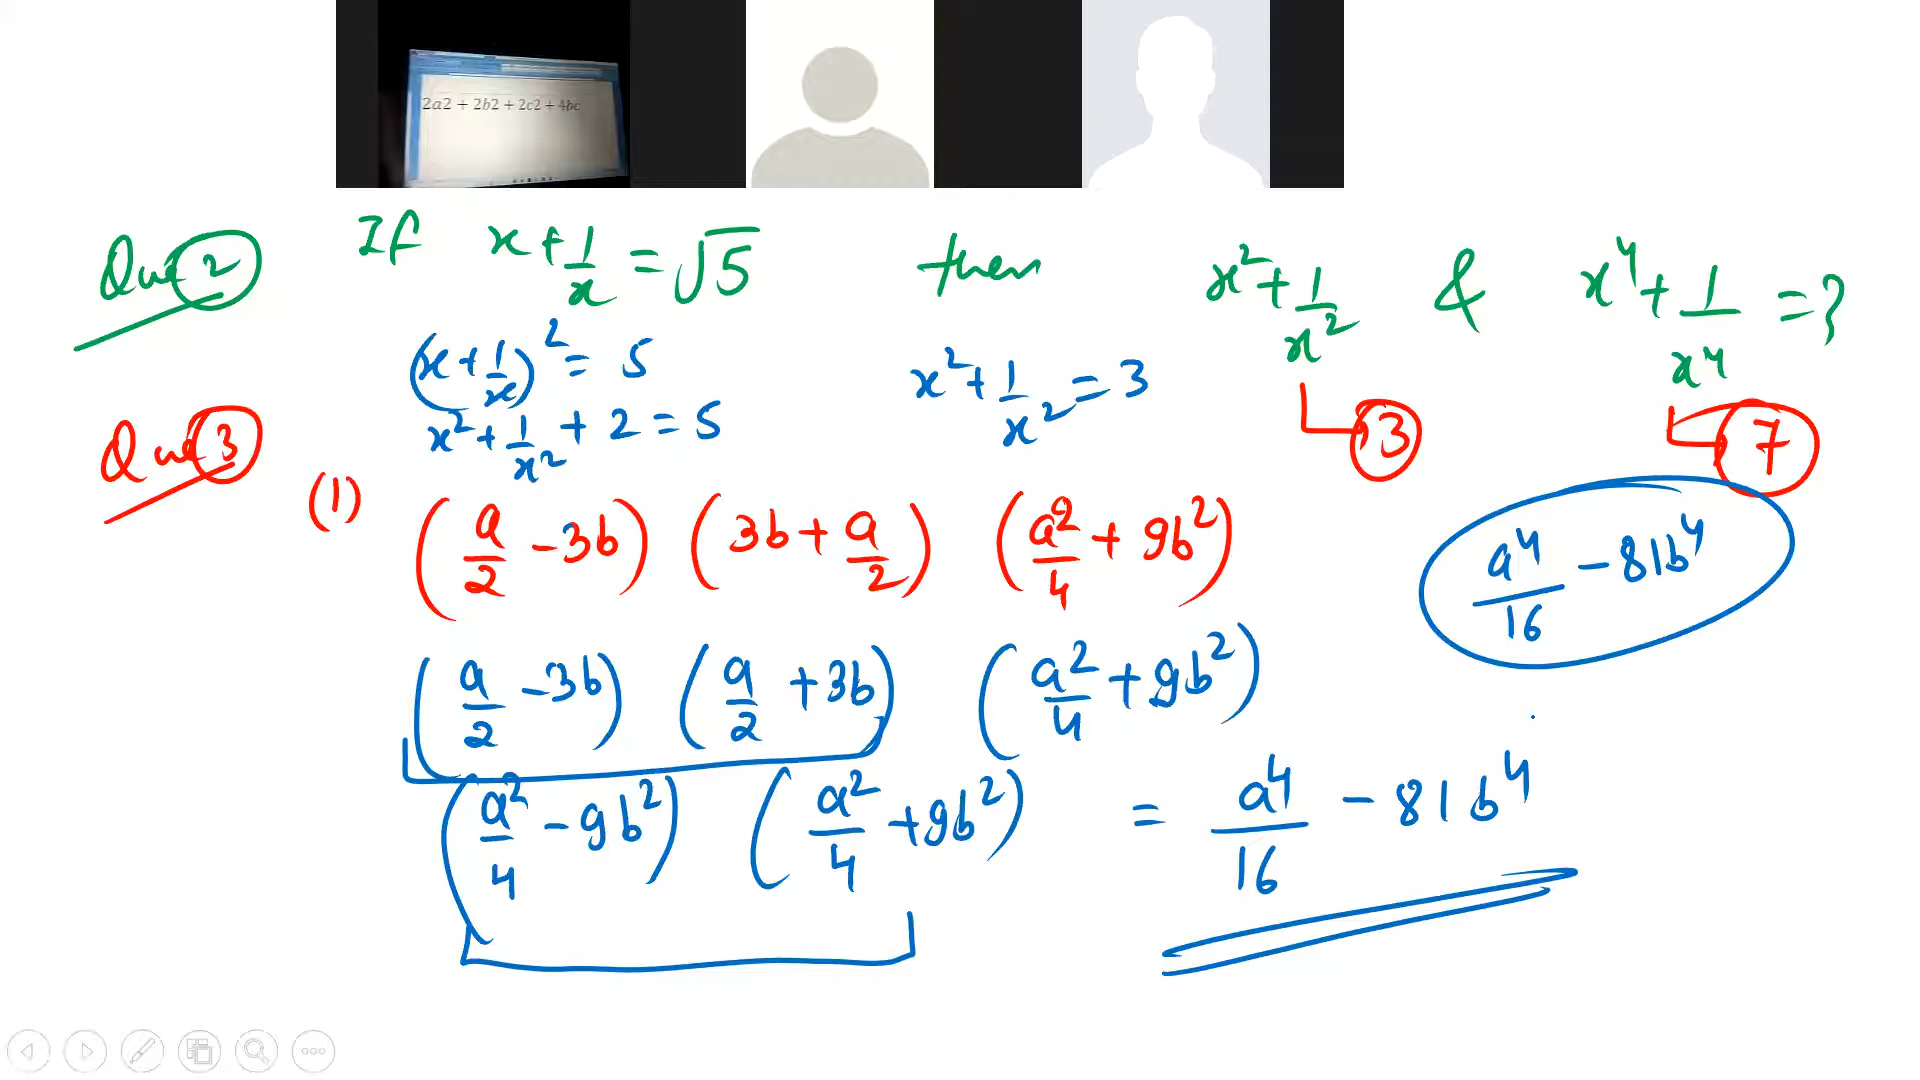 2a2 + 2b2 + 2c2 + 4bc
Que 2 If x + 1/x = √5 then x² + 1/x² & x⁴ + 1/x⁴ = ?
(x + 1/x)² = 5 x² + 1/x² = 3 3 7
x² + 1/x² + 2 = 5
Que 3
(1) (a/2 - 3b) (3b + a/2) (a²/4 + 9b²) a⁴/16 - 81b⁴
(a/2 - 3b) (a/2 + 3b) (a²/4 + 9b²)
(a²/4 - 9b²) (a²/4 + 9b²) = a⁴/16 - 81b⁴